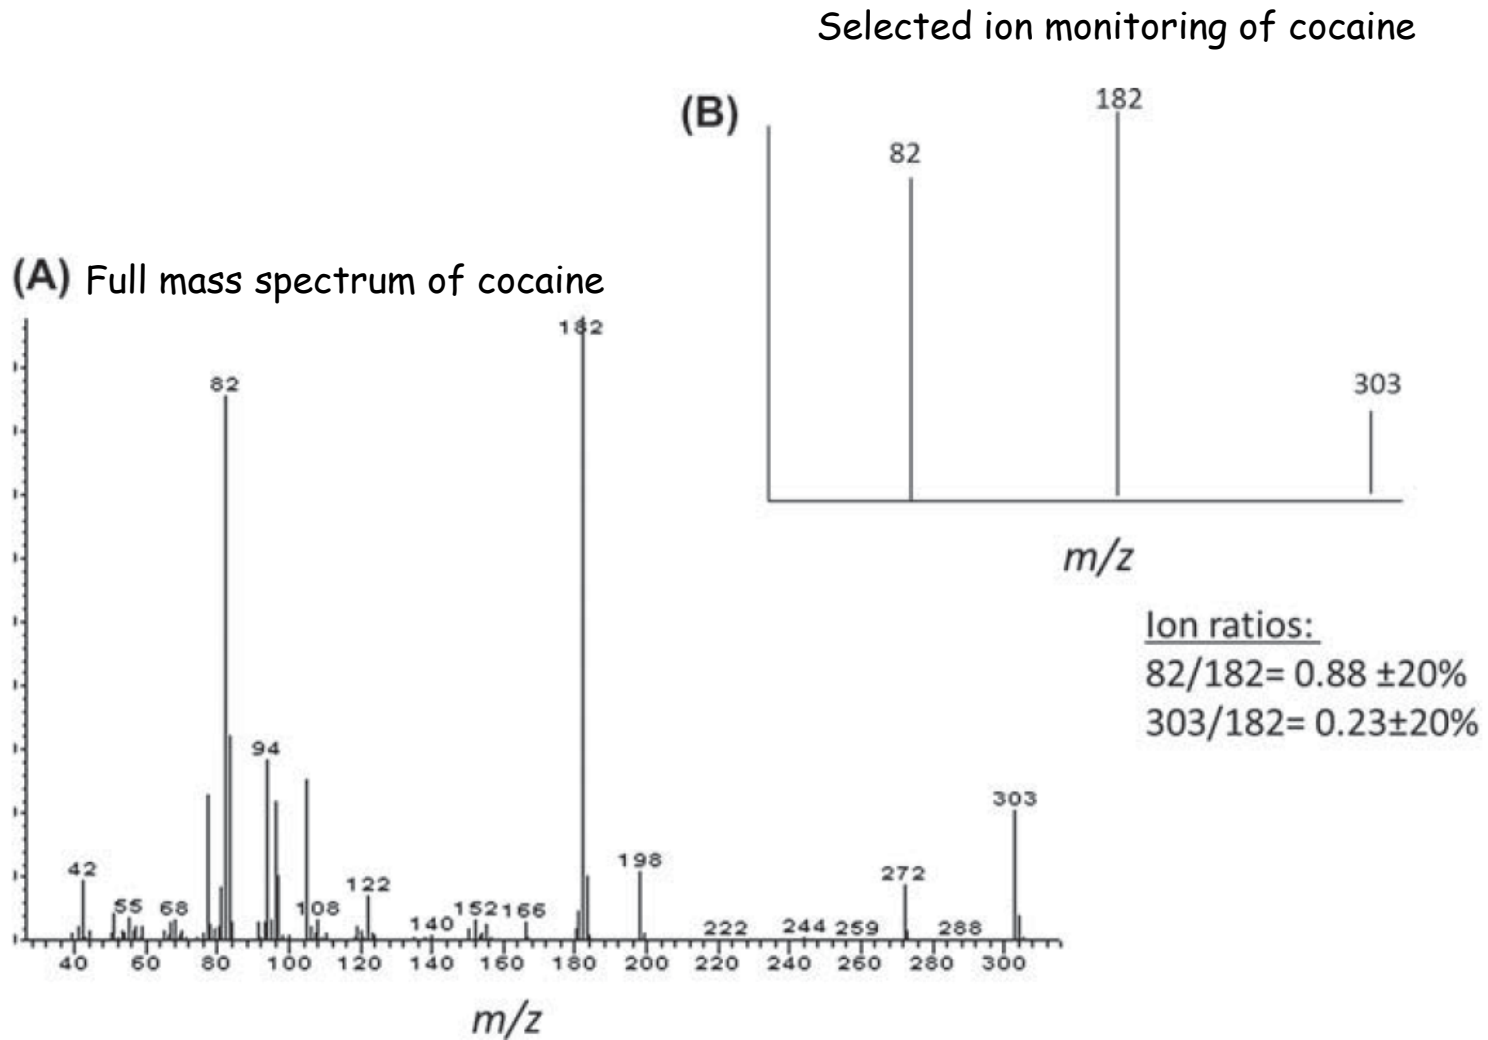 Selected ion monitoring of cocaine
(B)
182
82
303
m/z
Ion ratios:
82/182= 0.88 ±20%
303/182= 0.23±20%
(A) Full mass spectrum of cocaine
182
82
94
303
42
55
68
108
122
140
152
166
198
222
244
259
272
288
40 60 80 100 120 140 160 180 200 220 240 260 280 300
m/z